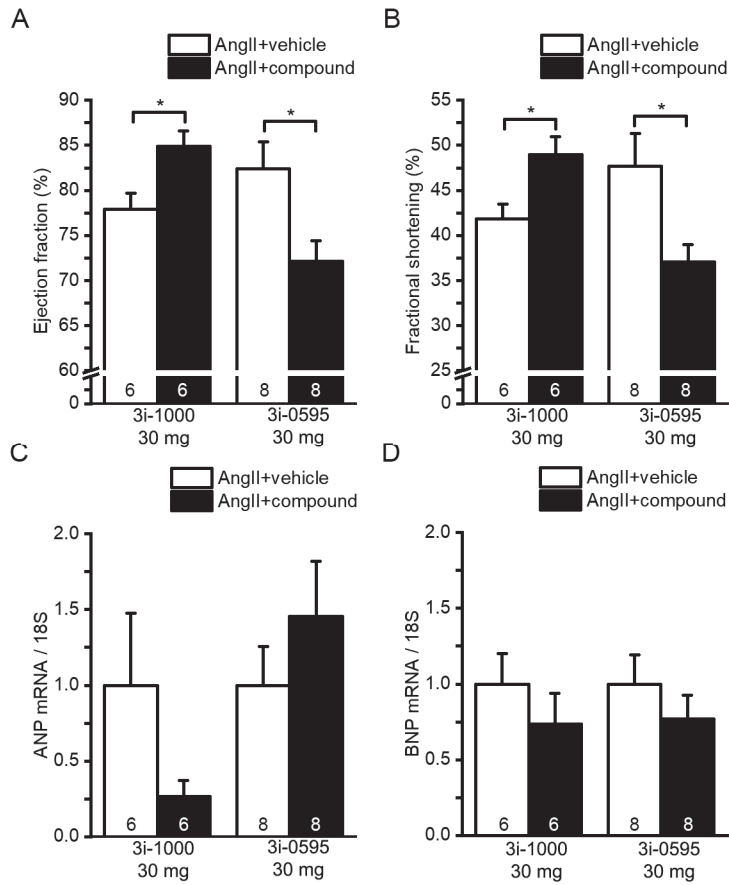 A
AngII+vehicle
AngII+compound
90
85
80
75
70
65
60
0
Ejection fraction (%)
*
*
6
6
8
8
3i-1000
30 mg
3i-0595
30 mg
B
AngII+vehicle
AngII+compound
55
50
45
40
35
30
25
0
Fractional shortening (%)
*
*
6
6
8
8
3i-1000
30 mg
3i-0595
30 mg
C
AngII+vehicle
AngII+compound
2.0
1.5
1.0
0.5
0.0
ANP mRNA / 18S
6
6
8
8
3i-1000
30 mg
3i-0595
30 mg
D
AngII+vehicle
AngII+compound
2.0
1.5
1.0
0.5
0.0
BNP mRNA / 18S
6
6
8
8
3i-1000
30 mg
3i-0595
30 mg